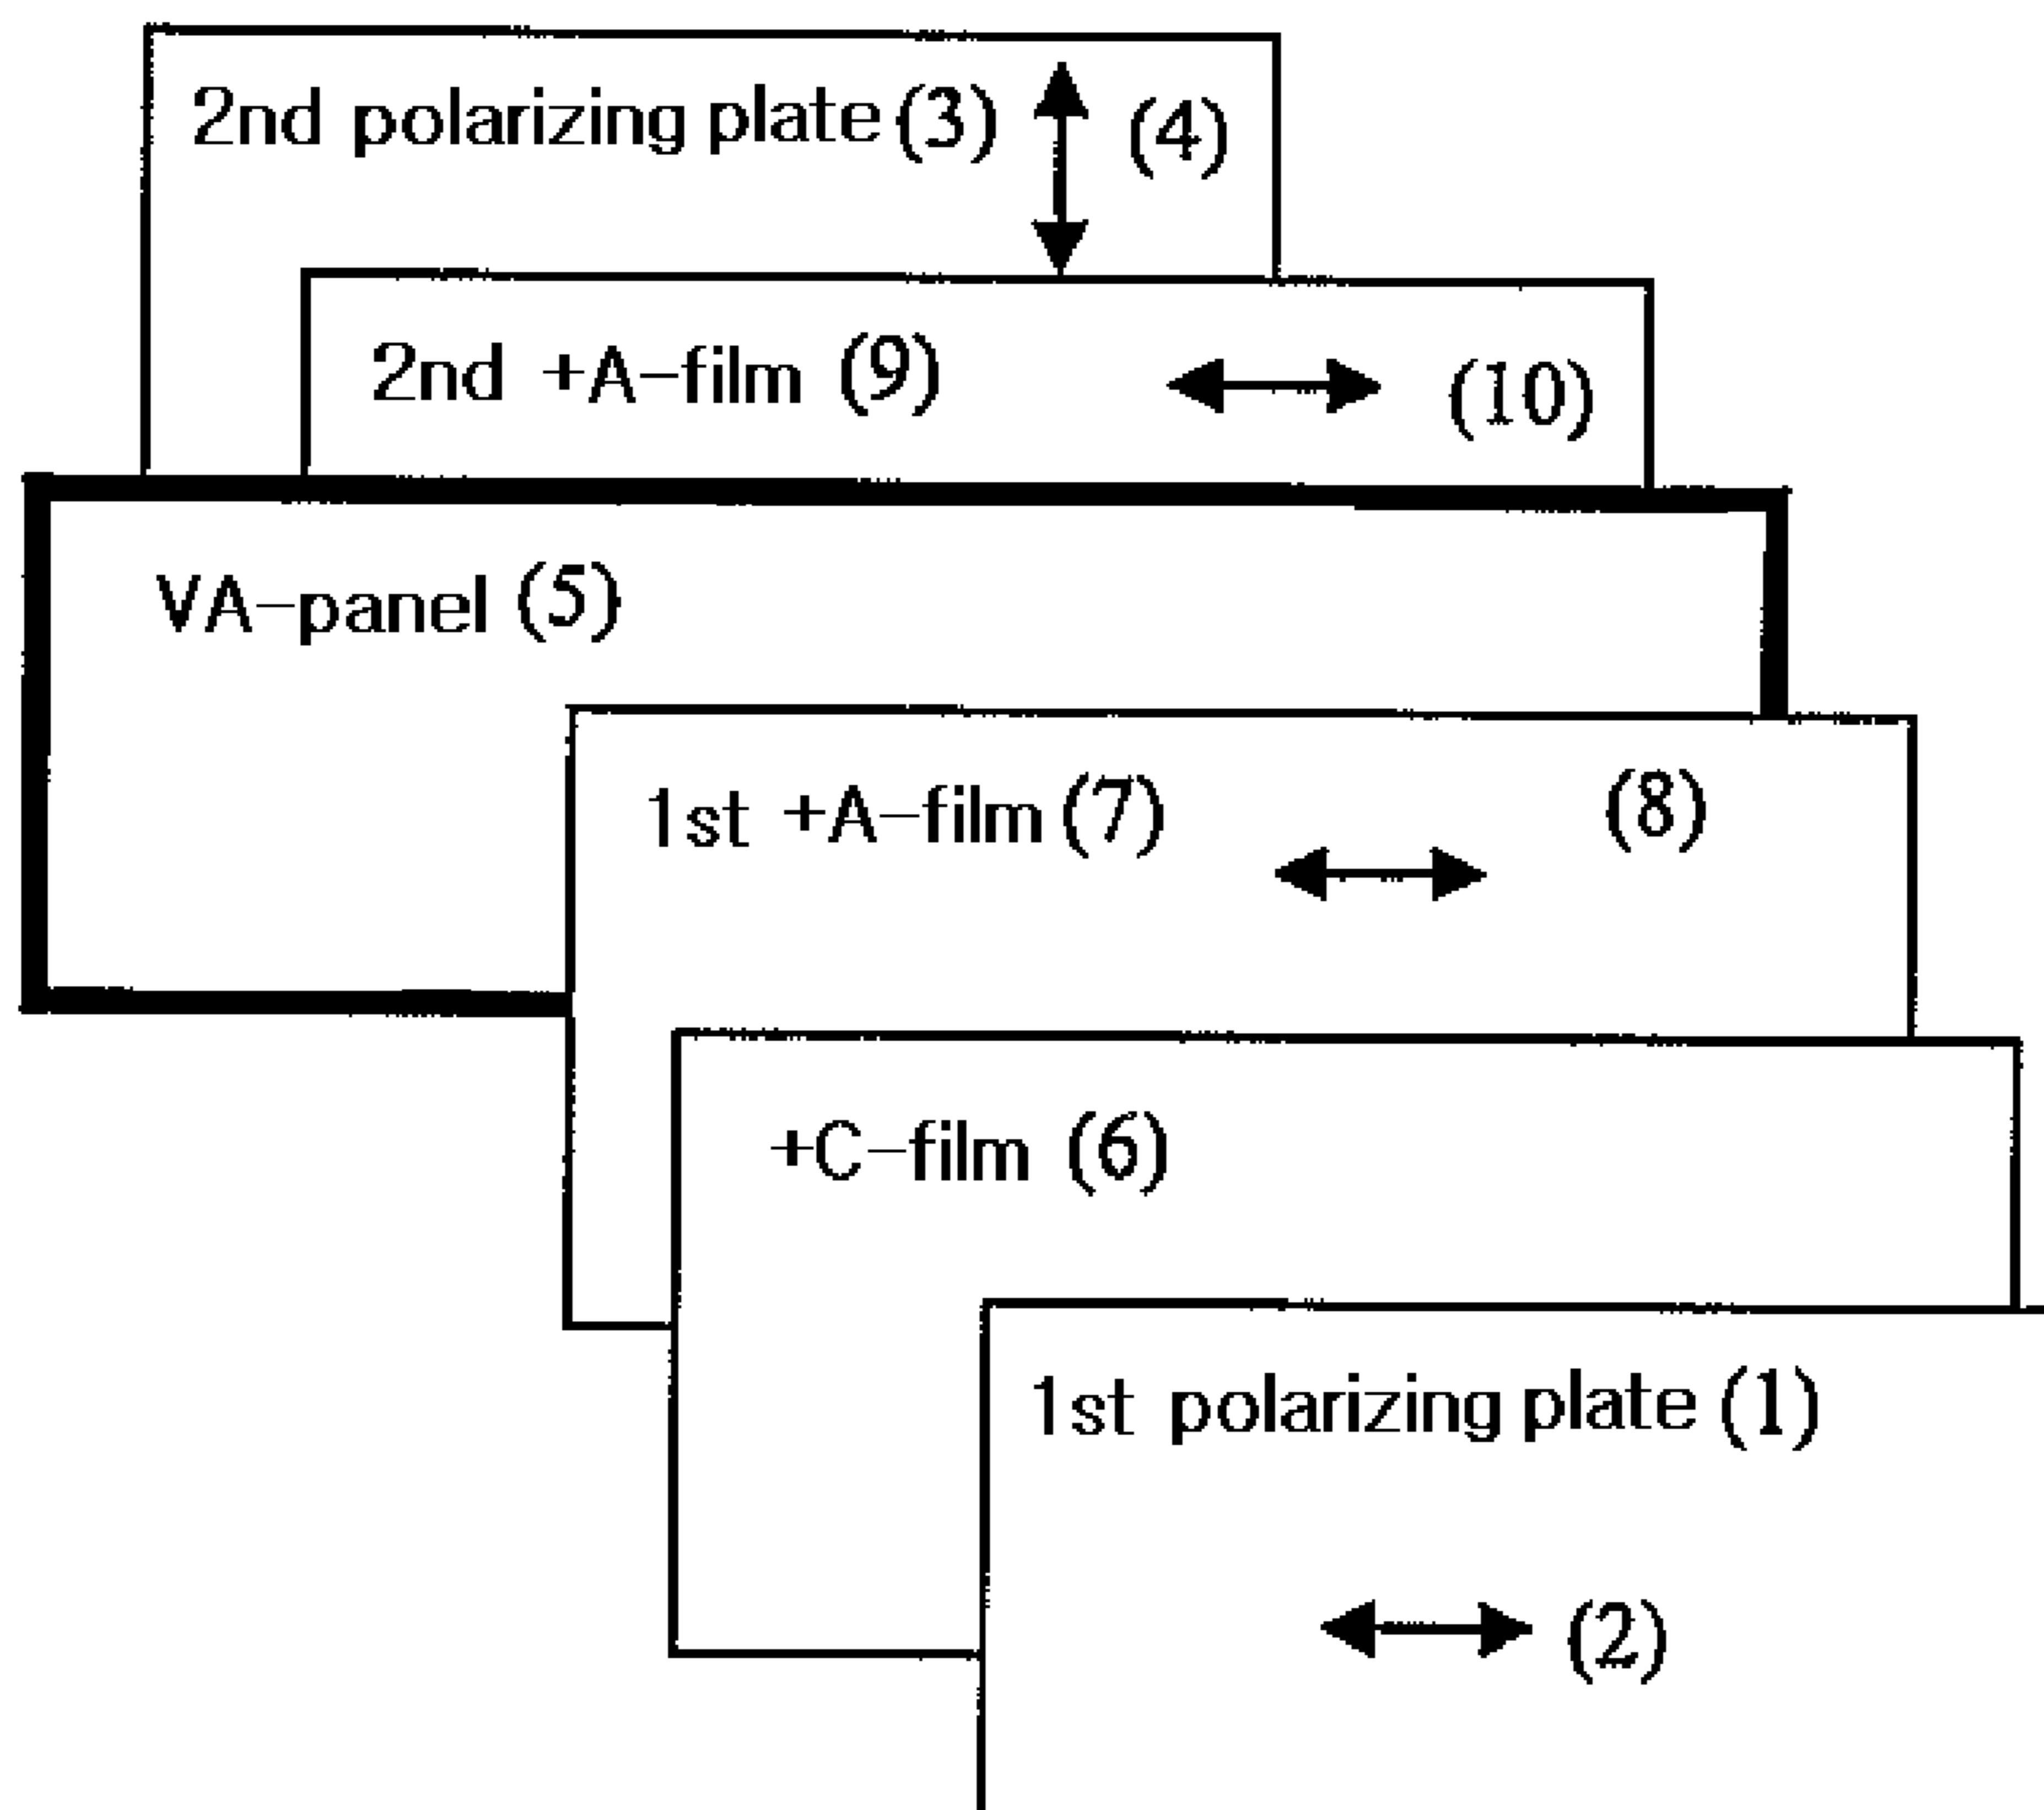 2nd polarizing plate (3) (4)
2nd +A-film (9) (10)
VA-panel (5)
1st +A-film (7) (8)
+C-film (6)
1st polarizing plate (1)
(2)